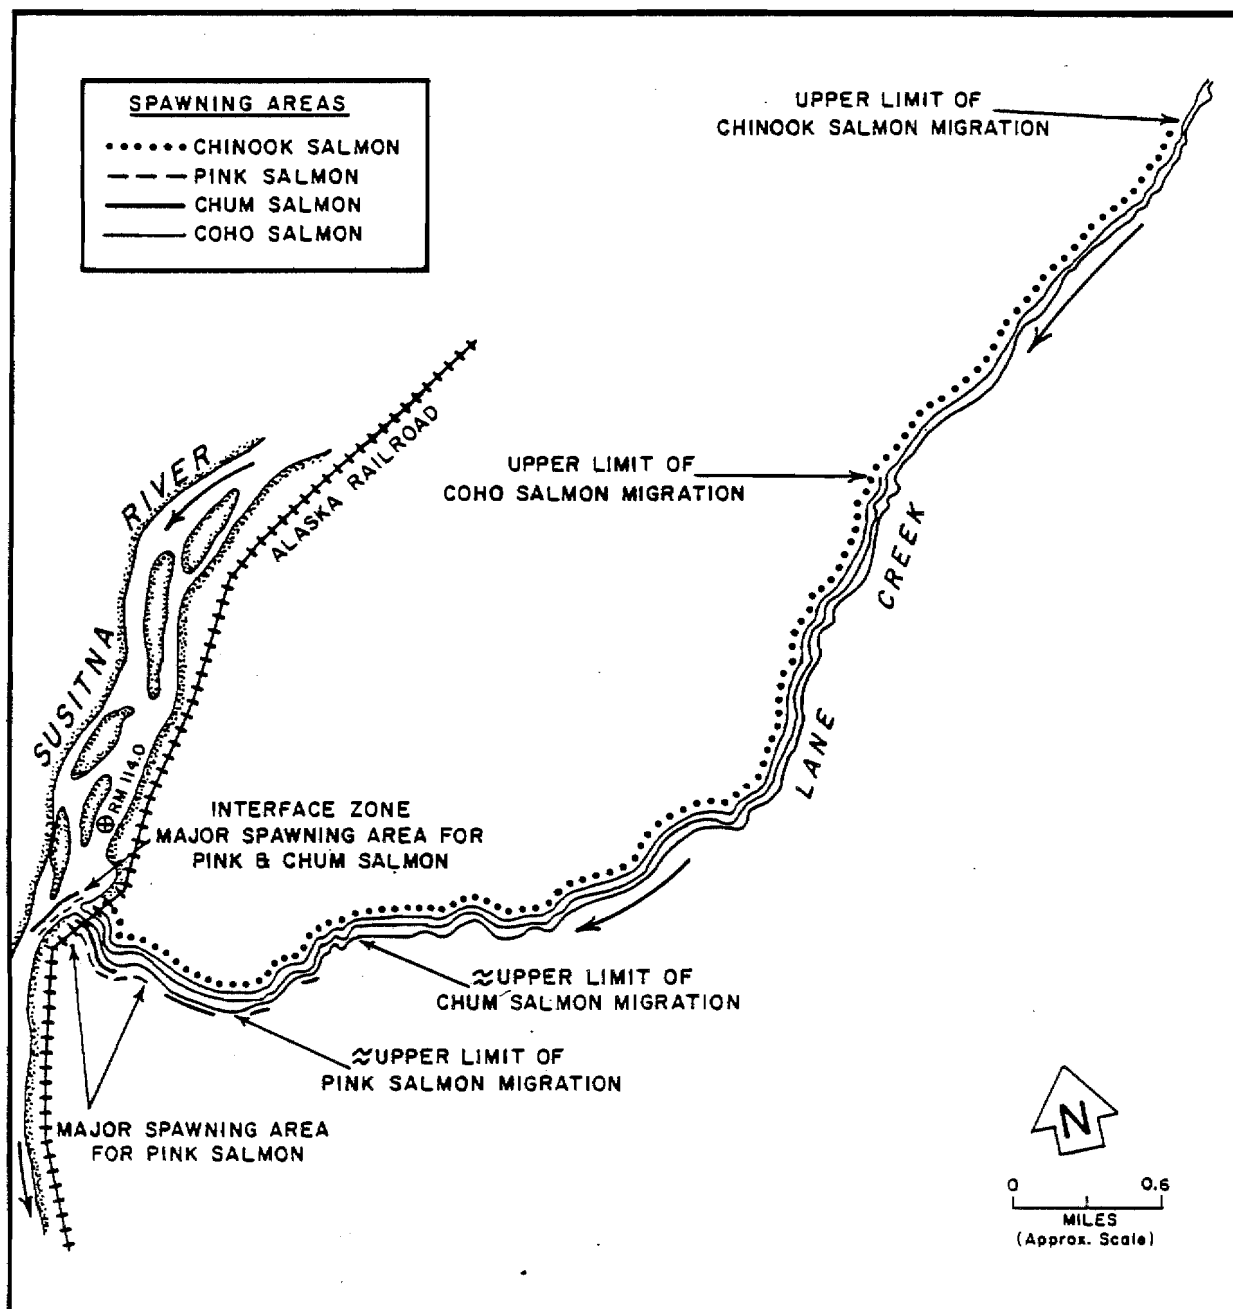 SPAWNING AREAS
CHINOOK SALMON
PINK SALMON
CHUM SALMON
COHO SALMON
UPPER LIMIT OF
CHINOOK SALMON MIGRATION
UPPER LIMIT OF
COHO SALMON MIGRATION
SUSITNA RIVER
ALASKA RAILROAD
LANE CREEK
RM 114.0
INTERFACE ZONE
MAJOR SPAWNING AREA FOR
PINK & CHUM SALMON
≈UPPER LIMIT OF
CHUM SALMON MIGRATION
≈UPPER LIMIT OF
PINK SALMON MIGRATION
MAJOR SPAWNING AREA
FOR PINK SALMON
N
0 0.6
MILES
(Approx. Scale)